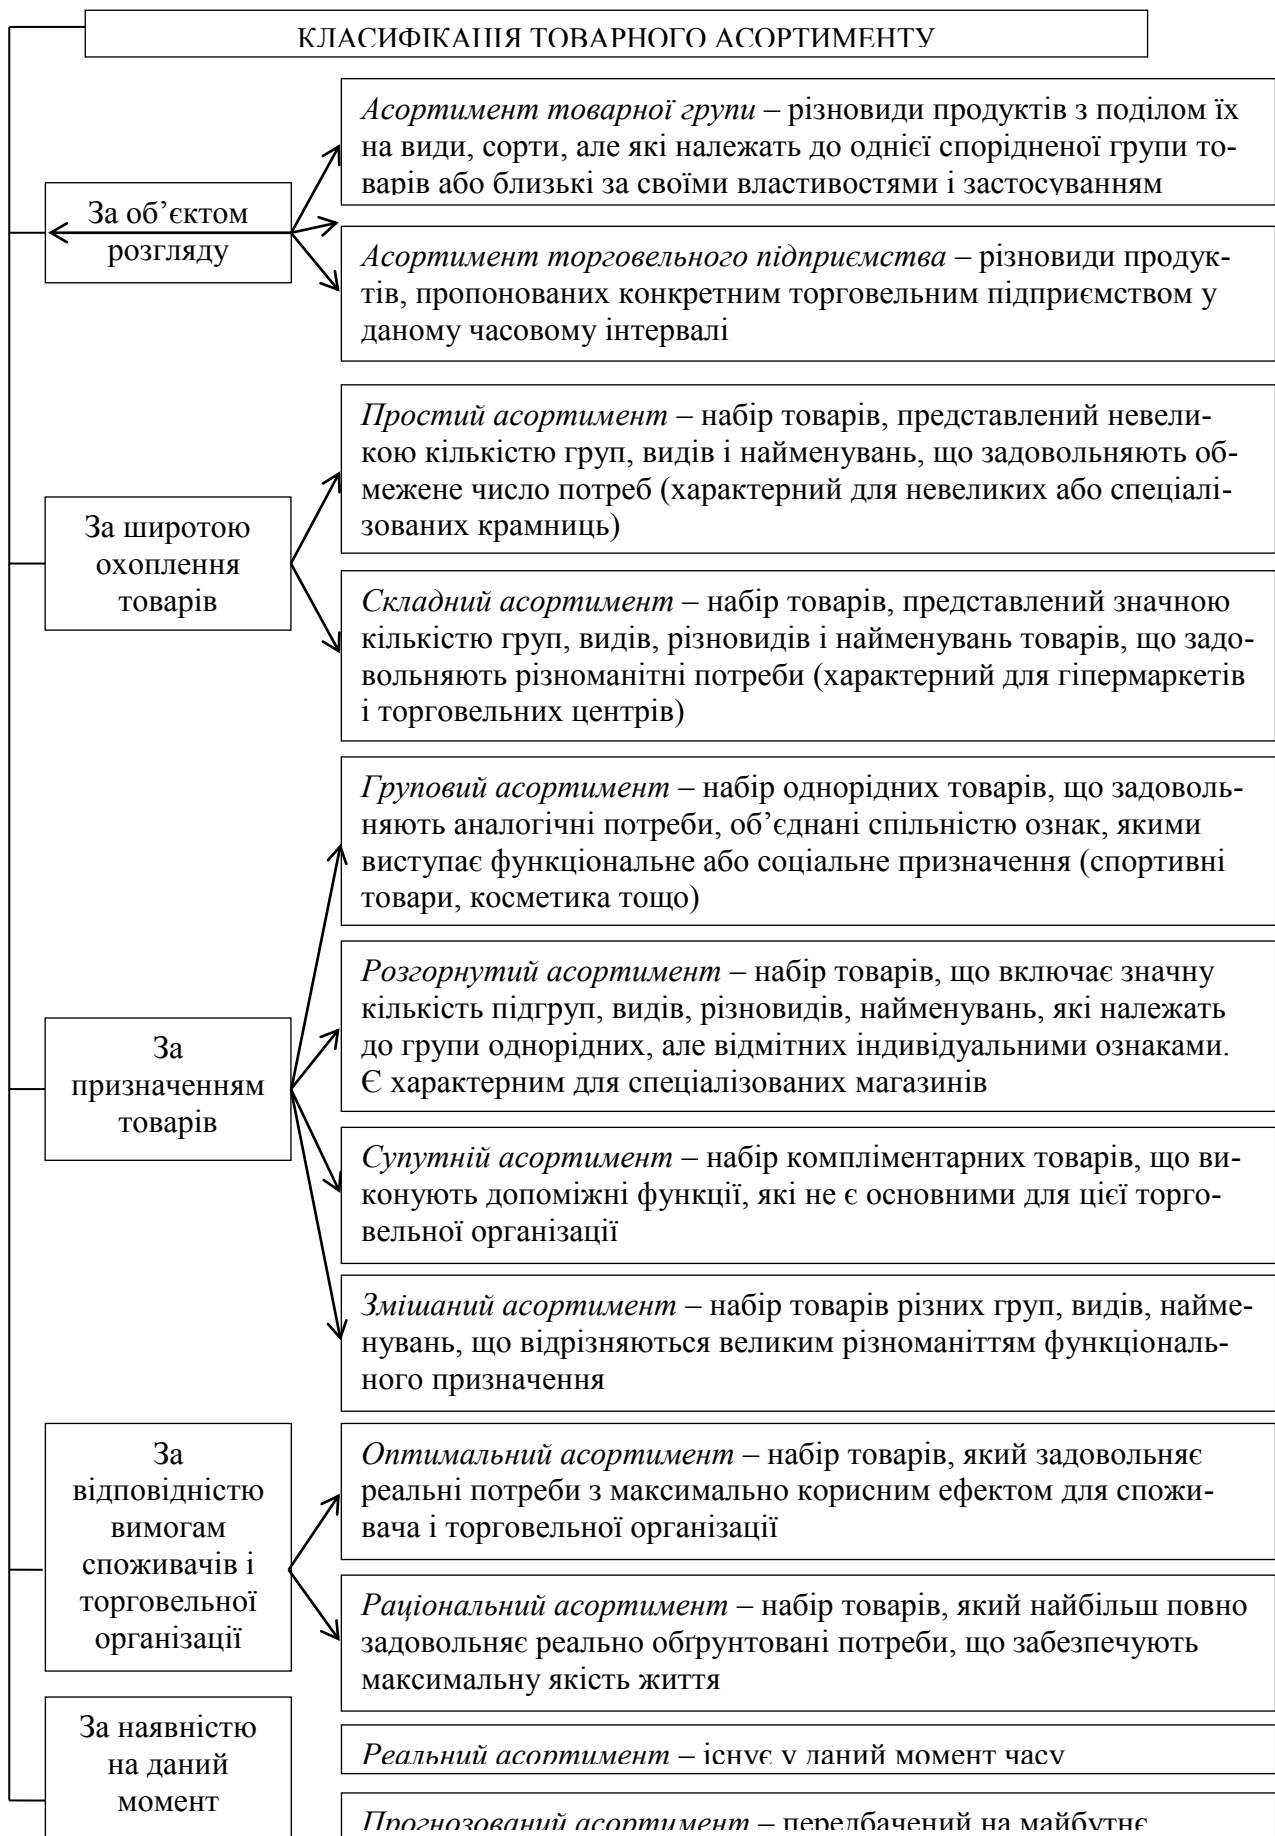 КЛАСИФІКАЦІЯ ТОВАРНОГО АСОРТИМЕНТУ
За об’єктом
розгляду
Асортимент товарної групи – різновиди продуктів з поділом їх
на види, сорти, але які належать до однієї спорідненої групи то-
варів або близькі за своїми властивостями і застосуванням
Асортимент торговельного підприємства – різновиди продук-
тів, пропонованих конкретним торговельним підприємством у
даному часовому інтервалі
За широтою
охоплення
товарів
Простий асортимент – набір товарів, представлений невели-
кою кількістю груп, видів і найменувань, що задовольняють об-
межене число потреб (характерний для невеликих або спеціалі-
зованих крамниць)
Складний асортимент – набір товарів, представлений значною
кількістю груп, видів, різновидів і найменувань товарів, що задо-
вольняють різноманітні потреби (характерний для гіпермаркетів
і торговельних центрів)
За
призначенням
товарів
Груповий асортимент – набір однорідних товарів, що задоволь-
няють аналогічні потреби, об’єднані спільністю ознак, якими
виступає функціональне або соціальне призначення (спортивні
товари, косметика тощо)
Розгорнутий асортимент – набір товарів, що включає значну
кількість підгруп, видів, різновидів, найменувань, які належать
до групи однорідних, але відмітних індивідуальними ознаками.
Є характерним для спеціалізованих магазинів
Супутній асортимент – набір компліментарних товарів, що ви-
конують допоміжні функції, які не є основними для цієї торго-
вельної організації
Змішаний асортимент – набір товарів різних груп, видів, найме-
нувань, що відрізняються великим різноманіттям функціональ-
ного призначення
За
відповідністю
вимогам
споживачів і
торговельної
організації
Оптимальний асортимент – набір товарів, який задовольняє
реальні потреби з максимально корисним ефектом для спожи-
вача і торговельної організації
Раціональний асортимент – набір товарів, який найбільш повно
задовольняє реально обґрунтовані потреби, що забезпечують
максимальну якість життя
За наявністю
на даний
момент
Реальний асортимент – існує у даний момент часу
Прогнозований асортимент – передбачений на майбутнє